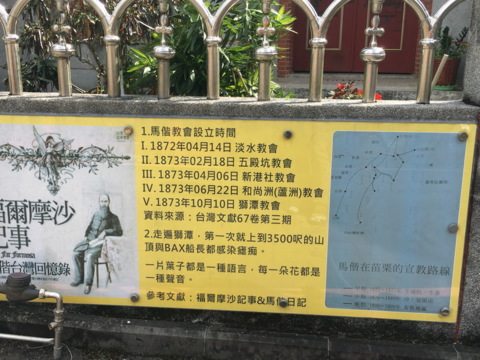 爾摩沙
記事
Far Formosa
偕台灣回憶錄
1.馬偕教會設立時間
I. 1872年04月14日 淡水教會
II. 1873年02月18日 五股坑教會
III. 1873年04月06日 新港社教會
IV. 1873年06月22日 和尚洲(蘆洲)教會
V. 1873年10月10日 獅潭教會
資料來源：台灣文獻67卷第三期
2.走遍獅潭，第一次就上到3500呎的山
頂與BAX船長都感染瘧疾。
一片葉子都是一種語言，每一朵花都是
一種聲音。
參考文獻：福爾摩沙記事&馬偕日記
馬偕在苗栗的宣教路線